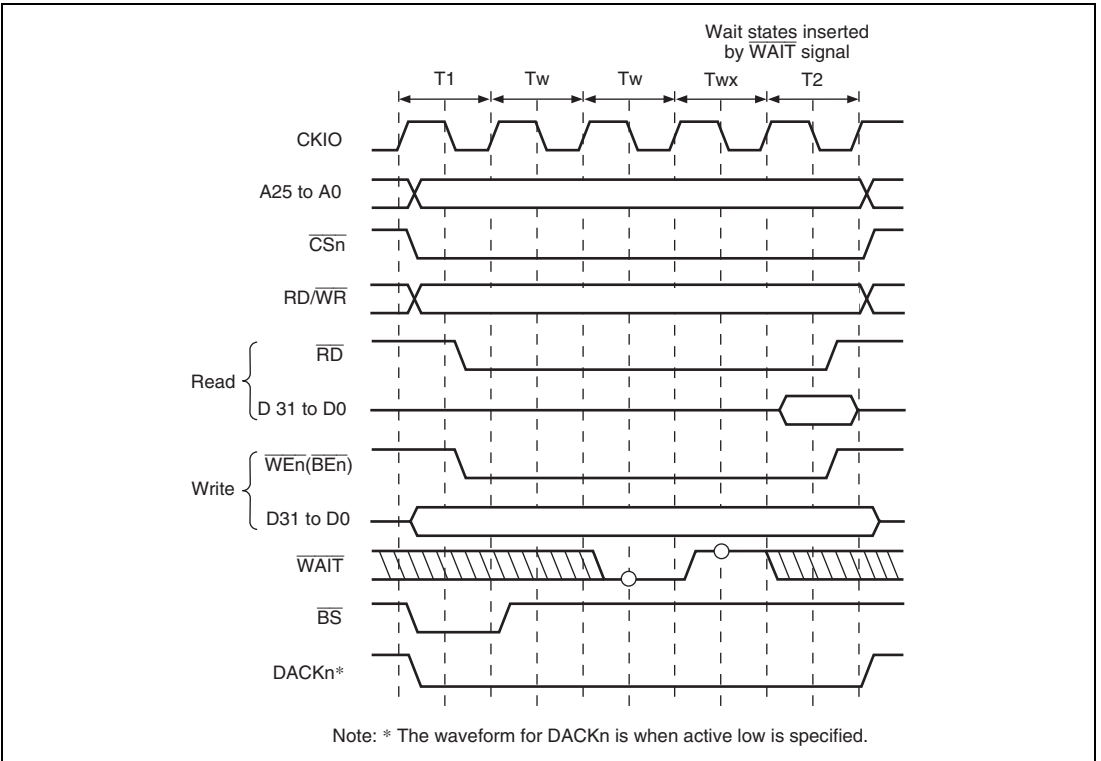 Wait states inserted
by WAIT signal
T1 Tw Tw Twx T2
CKIO
A25 to A0
CSn
RD/WR
Read
RD
D 31 to D0
Write
WEn(BEn)
D31 to D0
WAIT
BS
DACKn*
Note: * The waveform for DACKn is when active low is specified.